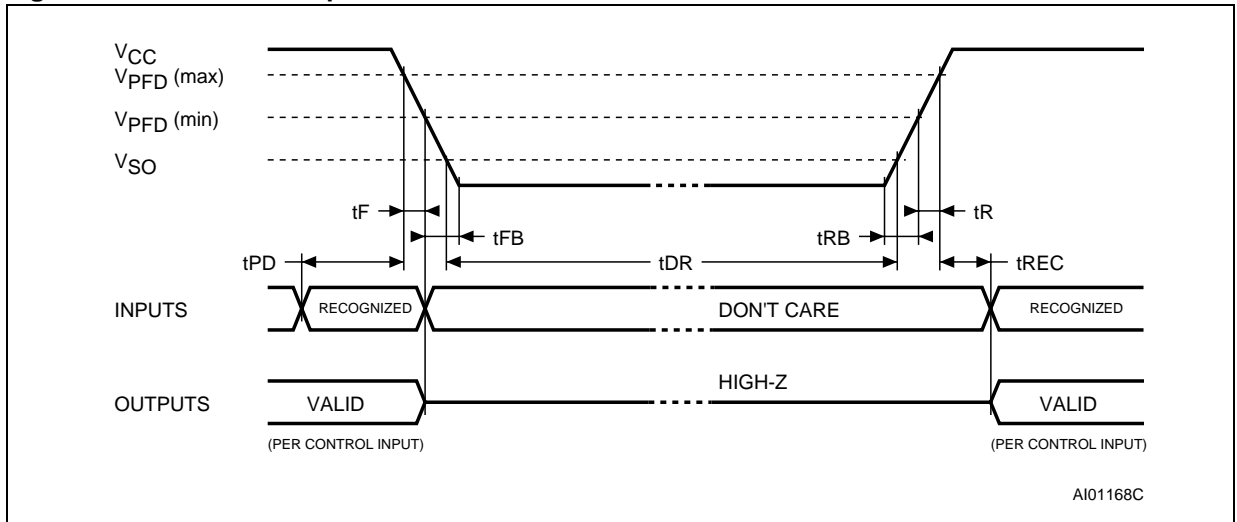 VCC
VPFD (max)
VPFD (min)
VSO
tF
tFB
tR
tRB
tPD
tDR
tREC
INPUTS
RECOGNIZED
DON'T CARE
RECOGNIZED
HIGH-Z
OUTPUTS
VALID
VALID
(PER CONTROL INPUT)
(PER CONTROL INPUT)
AI01168C